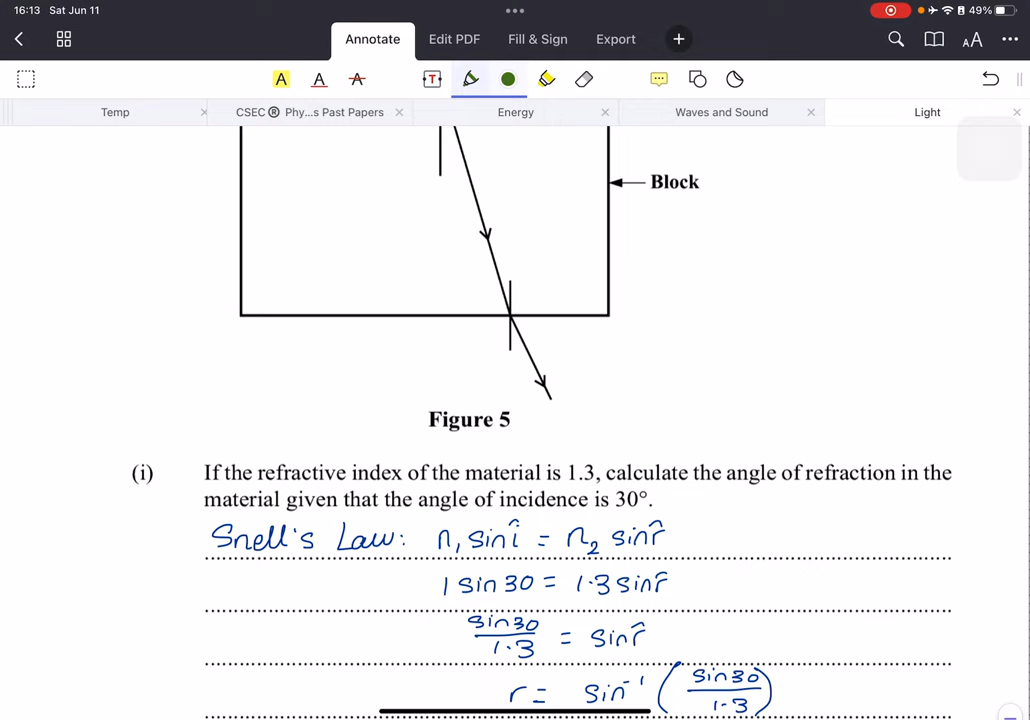 16:13 Sat Jun 11
49%
Annotate Edit PDF Fill & Sign Export +
AA
A A A T
Temp × CSEC ® Phy...s Past Papers × Energy × Waves and Sound × Light ×
Block
Figure 5
(i) If the refractive index of the material is 1.3, calculate the angle of refraction in the
material given that the angle of incidence is 30°.
Snell's Law: n₁ sin î = n₂ sin r̂
1 sin 30 = 1.3 sin r̂
sin 30 / 1.3 = sin r̂
r = sin⁻¹ (sin 30 / 1.3)